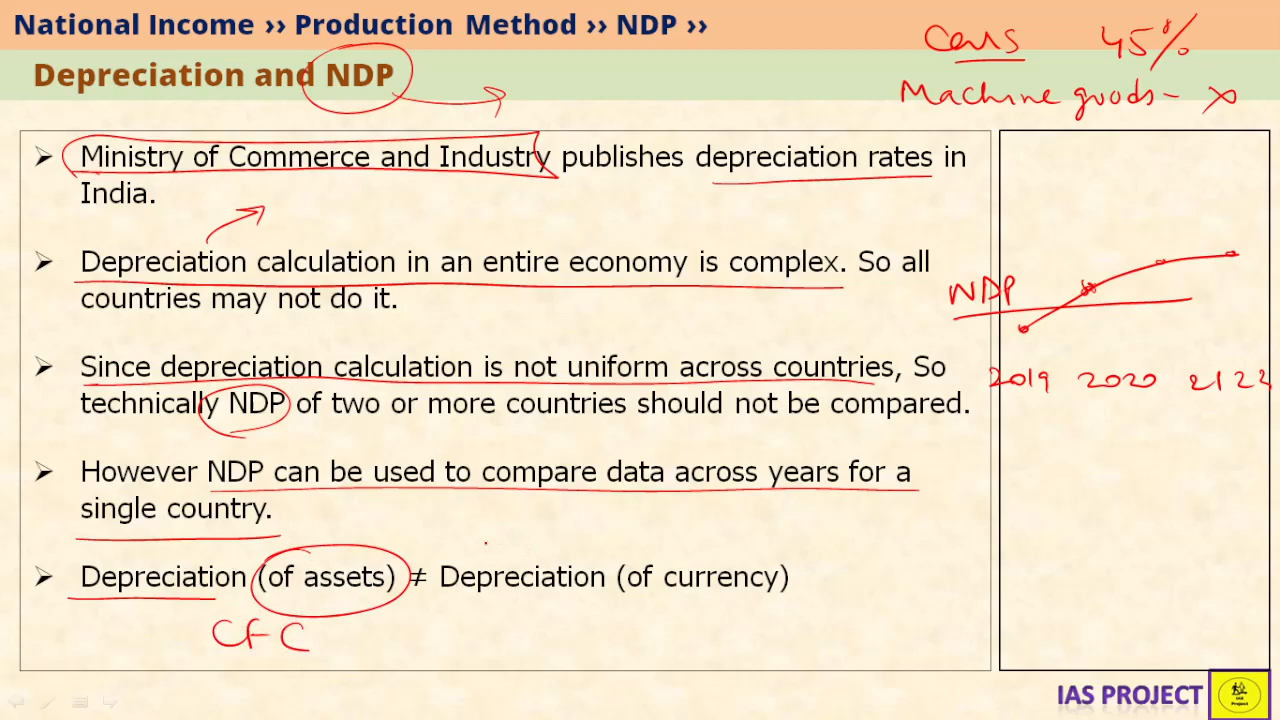 National Income ›› Production Method ›› NDP ››
Cars 45%
Depreciation and NDP
Machine goods - x
➢ Ministry of Commerce and Industry publishes depreciation rates in
India.
➢ Depreciation calculation in an entire economy is complex. So all
countries may not do it.
NDP
➢ Since depreciation calculation is not uniform across countries, So
technically NDP of two or more countries should not be compared.
2019 2020 21 22
➢ However NDP can be used to compare data across years for a
single country.
➢ Depreciation (of assets) ≠ Depreciation (of currency)
CFC
IAS PROJECT
IAS
Project